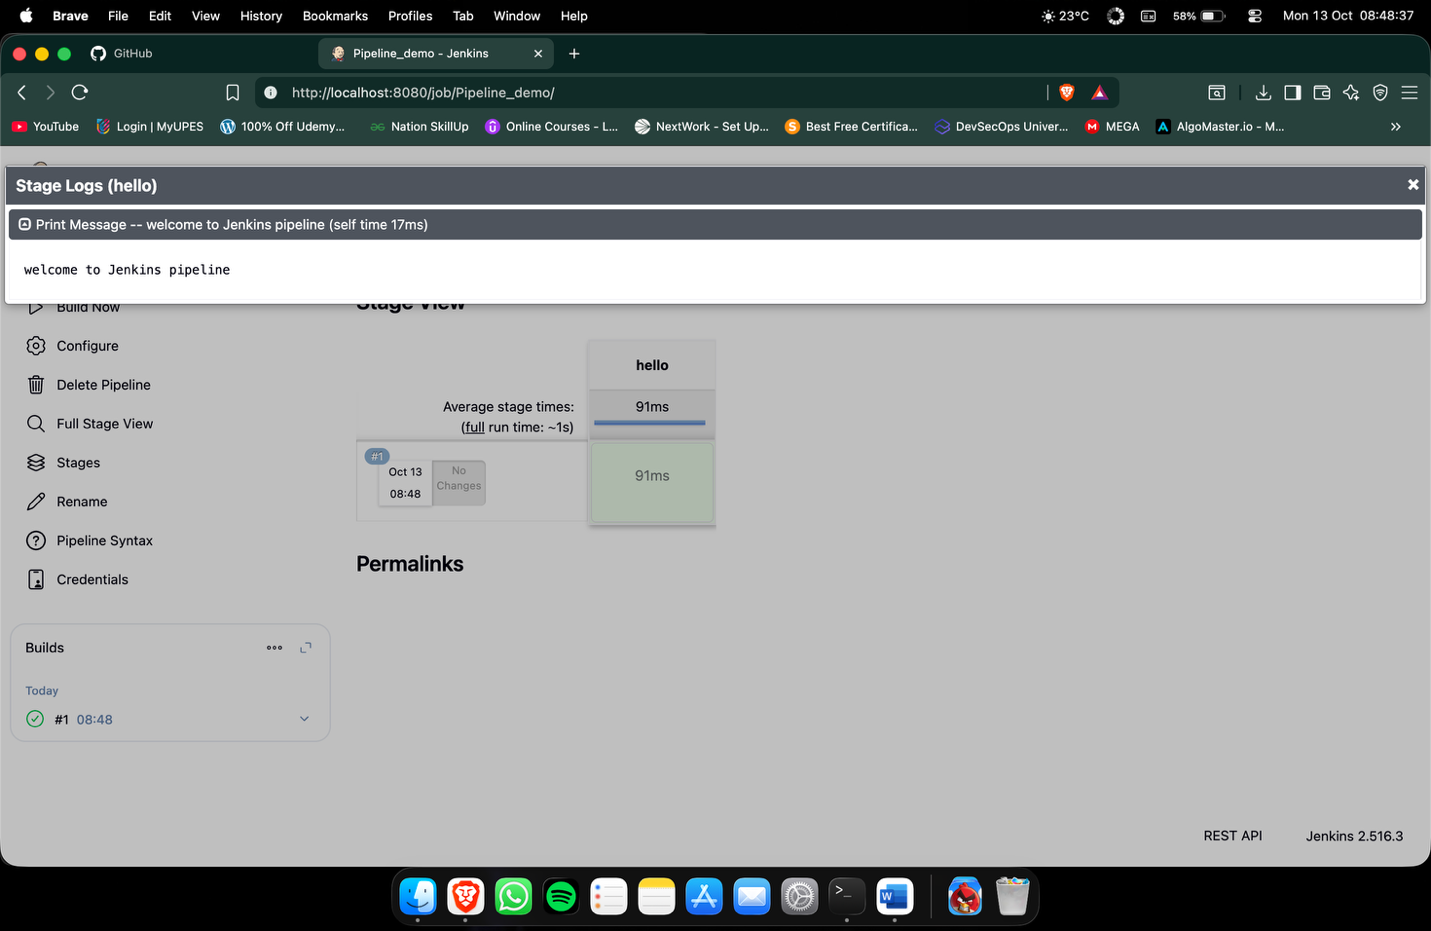 Brave File Edit View History Bookmarks Profiles Tab Window Help 23°C 58% Mon 13 Oct 08:48:37
GitHub Pipeline_demo - Jenkins
http://localhost:8080/job/Pipeline_demo/
YouTube Login | MyUPES 100% Off Udemy... Nation SkillUp Online Courses - L... NextWork - Set Up... Best Free Certifica... DevSecOps Univer... MEGA AlgoMaster.io - M...
Stage Logs (hello)
Print Message -- welcome to Jenkins pipeline (self time 17ms)
welcome to Jenkins pipeline
Build Now
Stage View
Configure
Delete Pipeline
Full Stage View
Stages
Rename
Pipeline Syntax
Credentials
hello
Average stage times: 91ms
(full run time: ~1s)
#1
Oct 13
08:48
No
Changes
91ms
Permalinks
Builds
Today
#1 08:48
REST API Jenkins 2.516.3